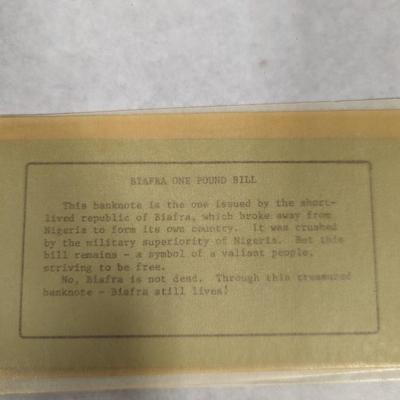 BIAFRA ONE POUND BILL
This banknote is the one issued by the short-
lived republic of Biafra, which broke away from
Nigeria to form its own country. It was crushed
by the military superiority of Nigeria. But this
bill remains - a symbol of a valiant people,
striving to be free.
No, Biafra is not dead. Through this treasured
banknote - Biafra still lives!